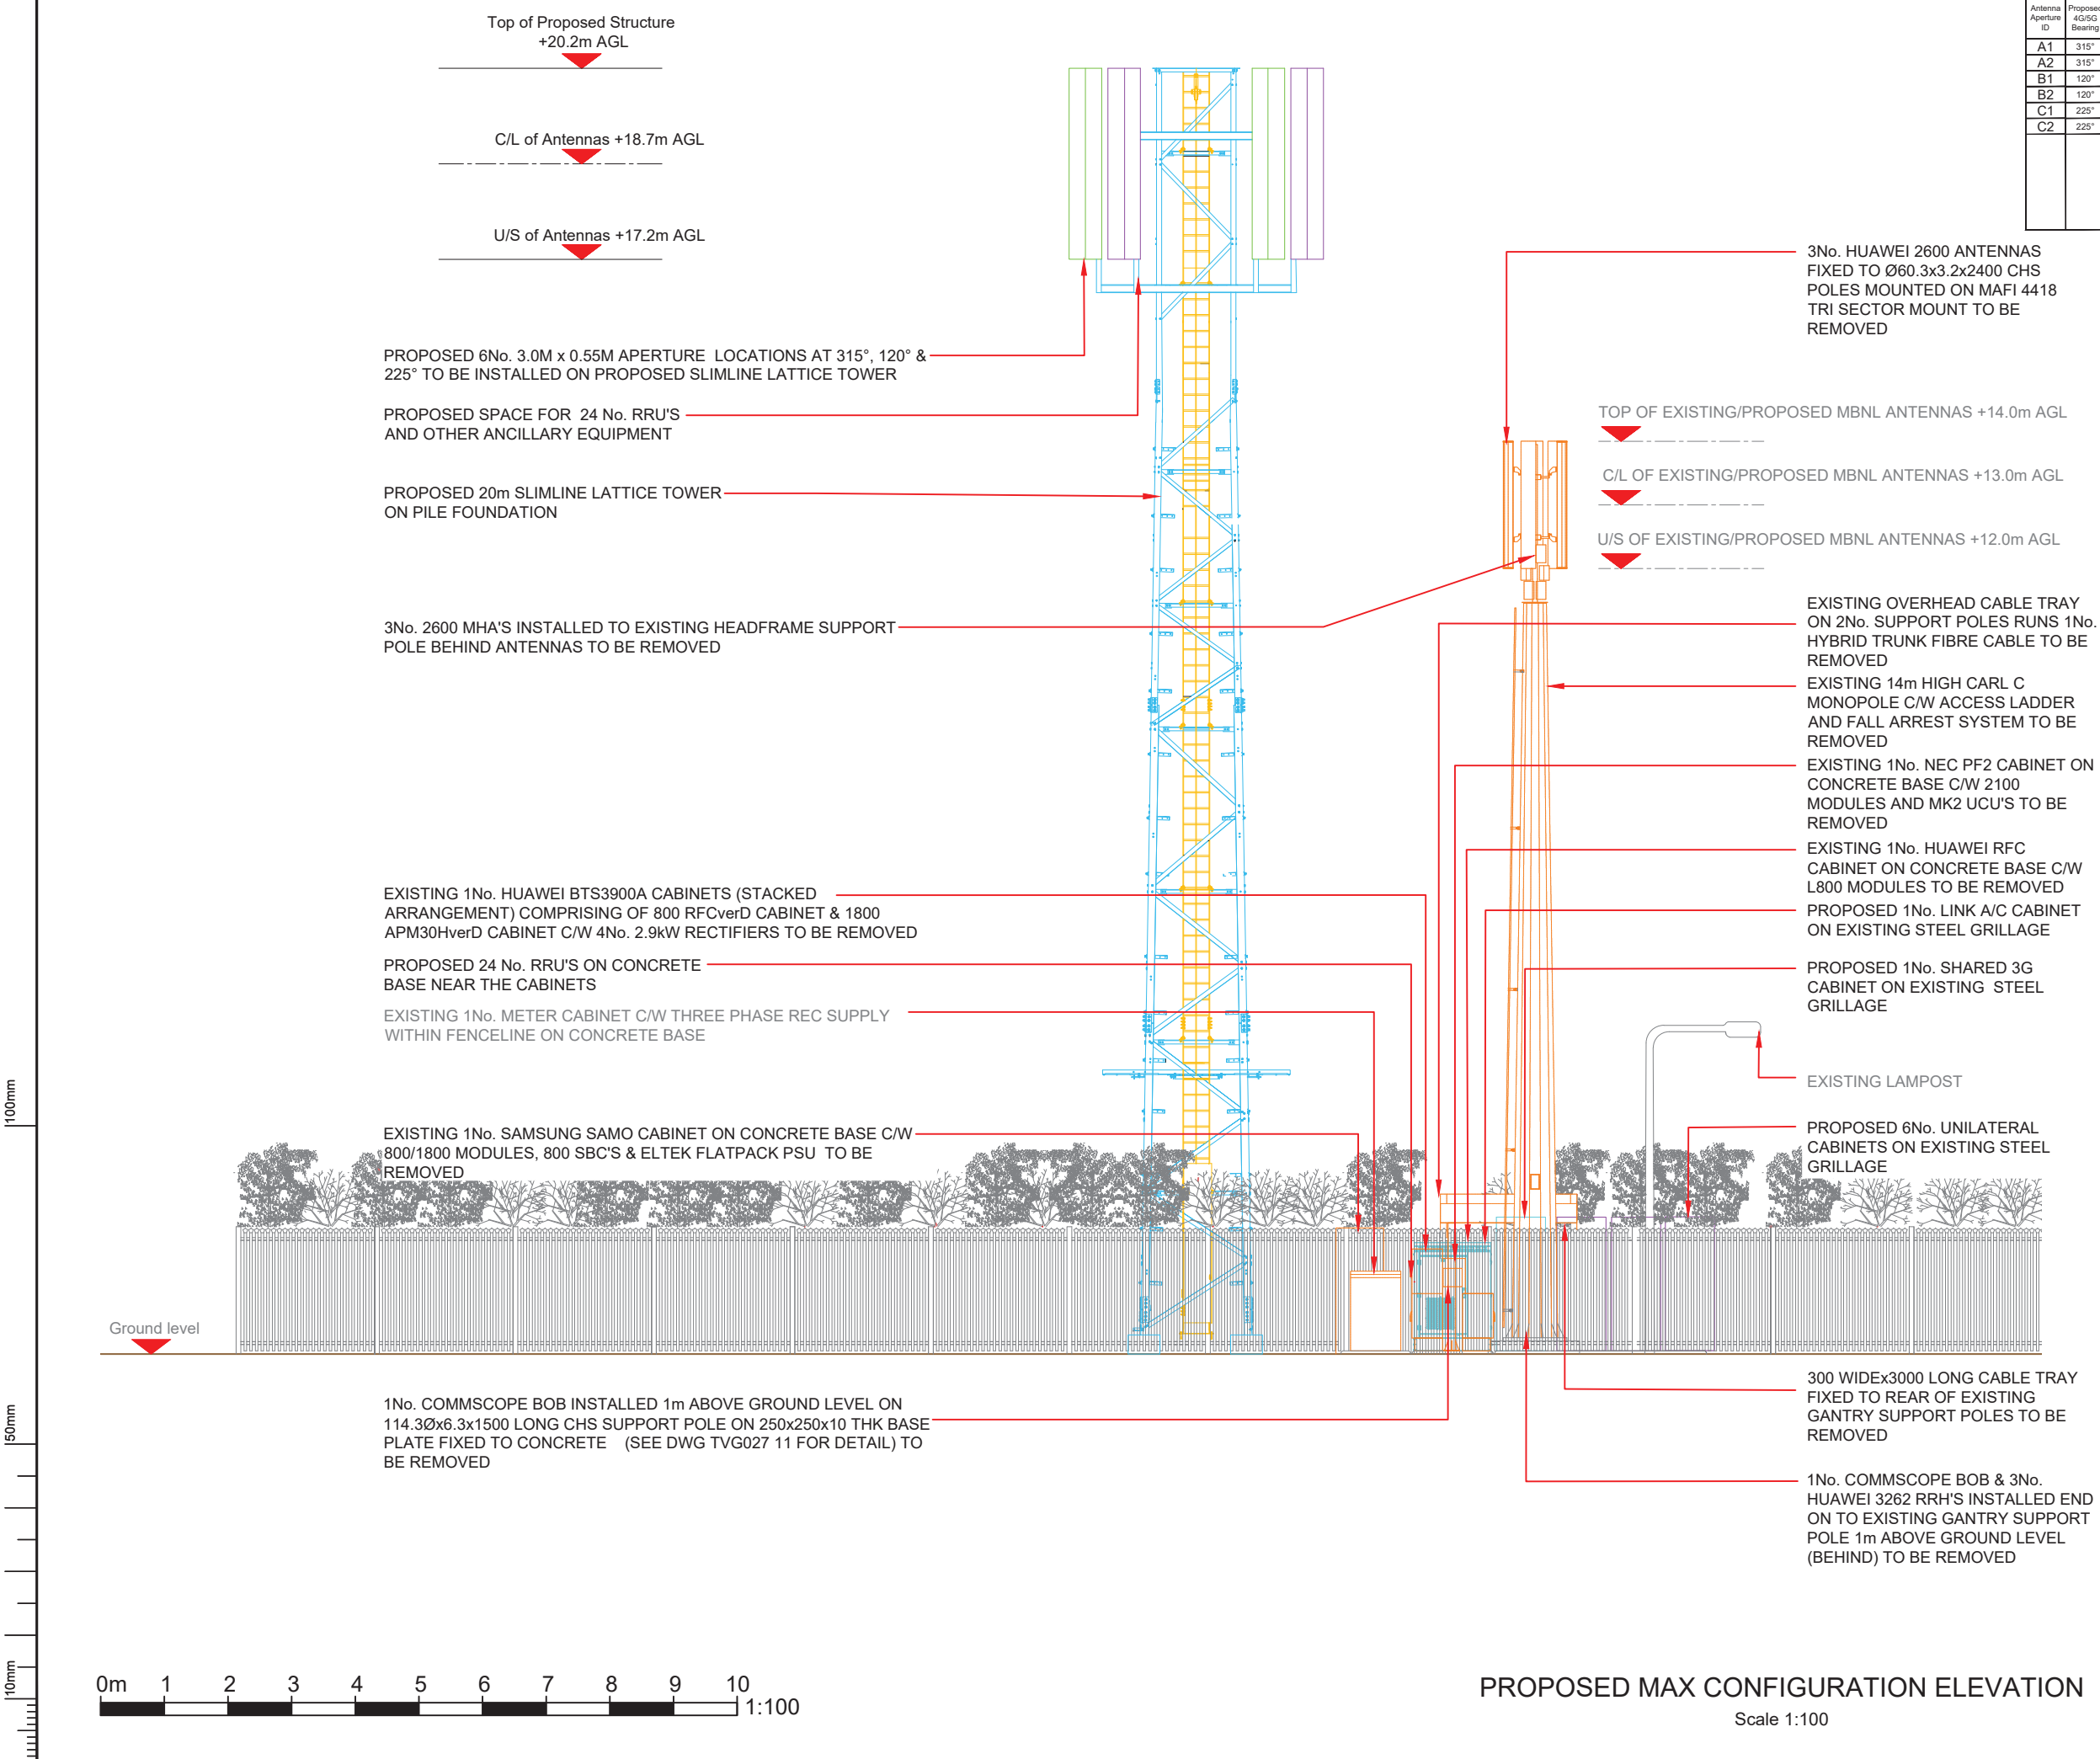 Top of Proposed Structure
+20.2m AGL
C/L of Antennas +18.7m AGL
U/S of Antennas +17.2m AGL
PROPOSED 6No. 3.0M x 0.55M APERTURE LOCATIONS AT 315°, 120° &
225° TO BE INSTALLED ON PROPOSED SLIMLINE LATTICE TOWER
PROPOSED SPACE FOR 24 No. RRU'S
AND OTHER ANCILLARY EQUIPMENT
PROPOSED 20m SLIMLINE LATTICE TOWER
ON PILE FOUNDATION
3No. 2600 MHA'S INSTALLED TO EXISTING HEADFRAME SUPPORT
POLE BEHIND ANTENNAS TO BE REMOVED
EXISTING 1No. HUAWEI BTS3900A CABINETS (STACKED
ARRANGEMENT) COMPRISING OF 800 RFCverD CABINET & 1800
APM30HverD CABINET C/W 4No. 2.9kW RECTIFIERS TO BE REMOVED
PROPOSED 24 No. RRU'S ON CONCRETE
BASE NEAR THE CABINETS
EXISTING 1No. METER CABINET C/W THREE PHASE REC SUPPLY
WITHIN FENCELINE ON CONCRETE BASE
EXISTING 1No. SAMSUNG SAMO CABINET ON CONCRETE BASE C/W
800/1800 MODULES, 800 SBC'S & ELTEK FLATPACK PSU TO BE
REMOVED
Ground level
1No. COMMSCOPE BOB INSTALLED 1m ABOVE GROUND LEVEL ON
114.3Øx6.3x1500 LONG CHS SUPPORT POLE ON 250x250x10 THK BASE
PLATE FIXED TO CONCRETE (SEE DWG TVG027 11 FOR DETAIL) TO
BE REMOVED
Antenna Aperture ID Proposed 4G/5G Bearing
A1 315°
A2 315°
B1 120°
B2 120°
C1 225°
C2 225°
3No. HUAWEI 2600 ANTENNAS
FIXED TO Ø60.3x3.2x2400 CHS
POLES MOUNTED ON MAFI 4418
TRI SECTOR MOUNT TO BE
REMOVED
TOP OF EXISTING/PROPOSED MBNL ANTENNAS +14.0m AGL
C/L OF EXISTING/PROPOSED MBNL ANTENNAS +13.0m AGL
U/S OF EXISTING/PROPOSED MBNL ANTENNAS +12.0m AGL
EXISTING OVERHEAD CABLE TRAY
ON 2No. SUPPORT POLES RUNS 1No.
HYBRID TRUNK FIBRE CABLE TO BE
REMOVED
EXISTING 14m HIGH CARL C
MONOPOLE C/W ACCESS LADDER
AND FALL ARREST SYSTEM TO BE
REMOVED
EXISTING 1No. NEC PF2 CABINET ON
CONCRETE BASE C/W 2100
MODULES AND MK2 UCU'S TO BE
REMOVED
EXISTING 1No. HUAWEI RFC
CABINET ON CONCRETE BASE C/W
L800 MODULES TO BE REMOVED
PROPOSED 1No. LINK A/C CABINET
ON EXISTING STEEL GRILLAGE
PROPOSED 1No. SHARED 3G
CABINET ON EXISTING STEEL
GRILLAGE
EXISTING LAMPOST
PROPOSED 6No. UNILATERAL
CABINETS ON EXISTING STEEL
GRILLAGE
300 WIDEx3000 LONG CABLE TRAY
FIXED TO REAR OF EXISTING
GANTRY SUPPORT POLES TO BE
REMOVED
1No. COMMSCOPE BOB & 3No.
HUAWEI 3262 RRH'S INSTALLED END
ON TO EXISTING GANTRY SUPPORT
POLE 1m ABOVE GROUND LEVEL
(BEHIND) TO BE REMOVED
100mm
50mm
10mm
0m 1 2 3 4 5 6 7 8 9 10
1:100
PROPOSED MAX CONFIGURATION ELEVATION
Scale 1:100